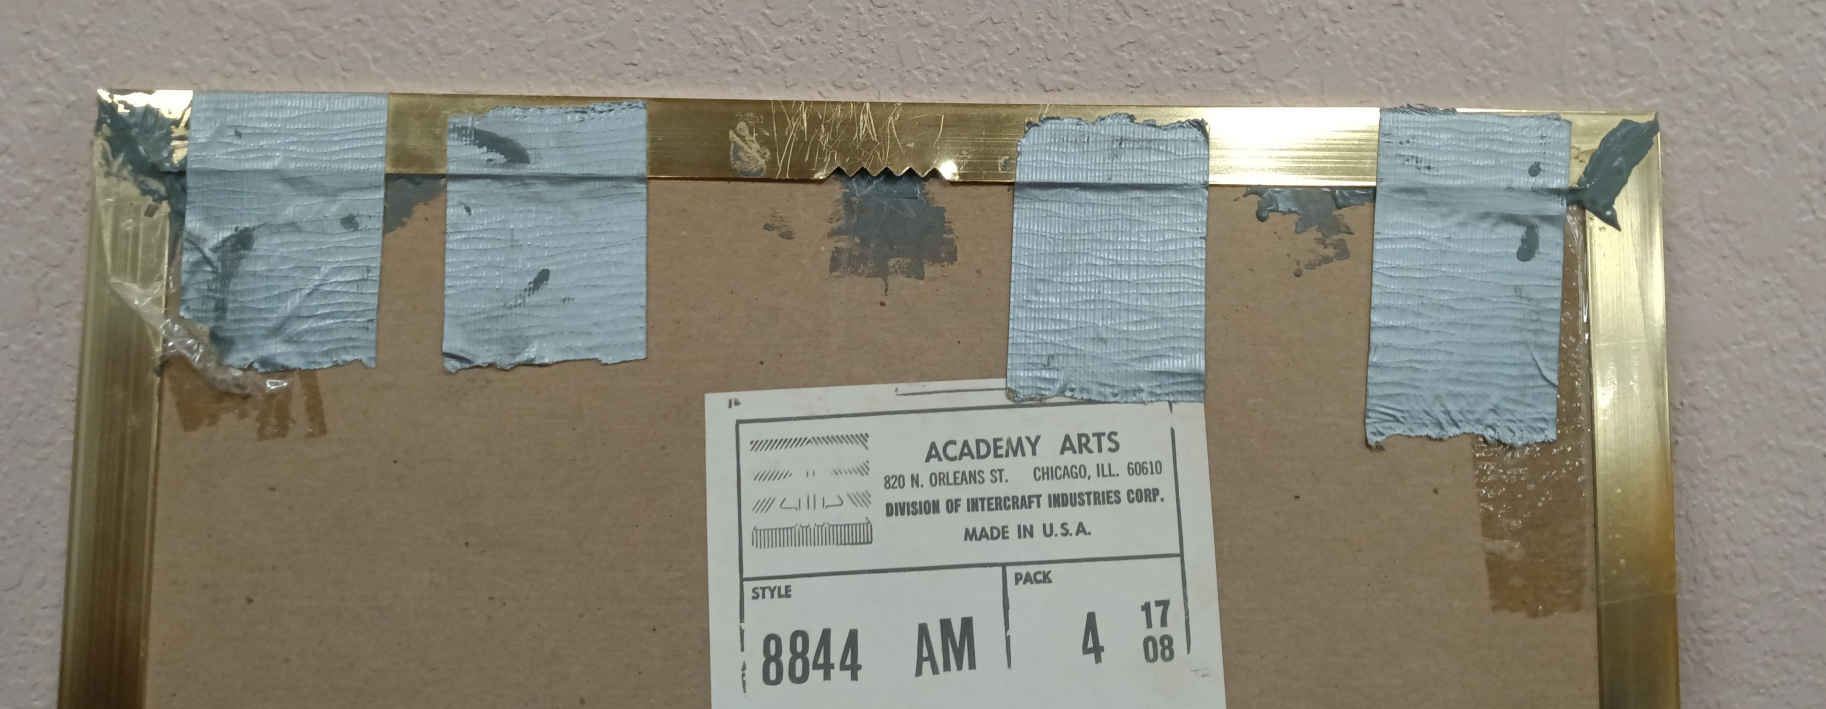 ACADEMY ARTS
820 N. ORLEANS ST. CHICAGO, ILL. 60610
DIVISION OF INTERCRAFT INDUSTRIES CORP.
MADE IN U.S.A.
STYLE PACK
8844 AM 4 17
08